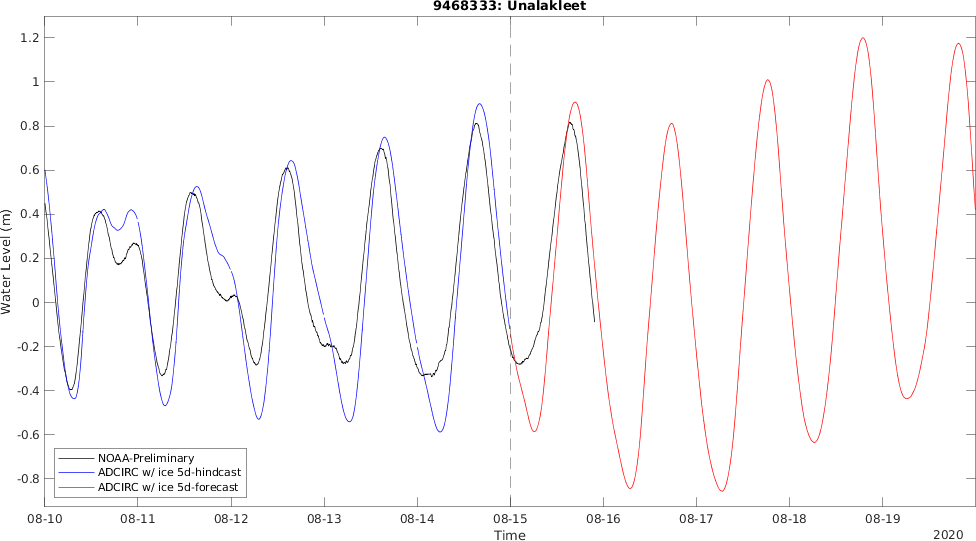 9468333: Unalakleet
1.2
1
0.8
0.6
0.4
0.2
0
-0.2
-0.4
-0.6
-0.8
Water Level (m)
NOAA-Preliminary
ADCIRC w/ ice 5d-hindcast
ADCIRC w/ ice 5d-forecast
08-10 08-11 08-12 08-13 08-14 08-15 08-16 08-17 08-18 08-19
Time
2020